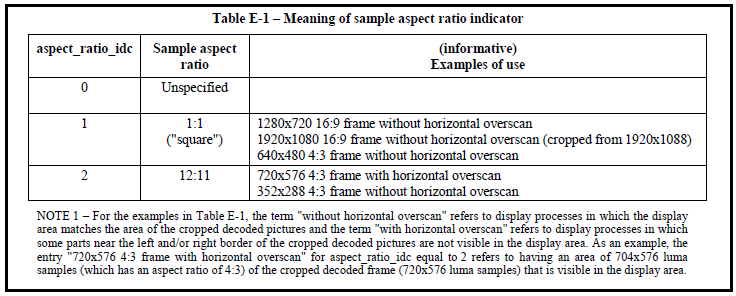 Table E-1 – Meaning of sample aspect ratio indicator
aspect_ratio_idc Sample aspect ratio (informative) Examples of use
0 Unspecified
1 1:1 ("square") 1280x720 16:9 frame without horizontal overscan
1920x1080 16:9 frame without horizontal overscan (cropped from 1920x1088)
640x480 4:3 frame without horizontal overscan
2 12:11 720x576 4:3 frame with horizontal overscan
352x288 4:3 frame without horizontal overscan
NOTE 1 – For the examples in Table E-1, the term "without horizontal overscan" refers to display processes in which the display
area matches the area of the cropped decoded pictures and the term "with horizontal overscan" refers to display processes in which
some parts near the left and/or right border of the cropped decoded pictures are not visible in the display area. As an example, the
entry "720x576 4:3 frame with horizontal overscan" for aspect_ratio_idc equal to 2 refers to having an area of 704x576 luma
samples (which has an aspect ratio of 4:3) of the cropped decoded frame (720x576 luma samples) that is visible in the display area.